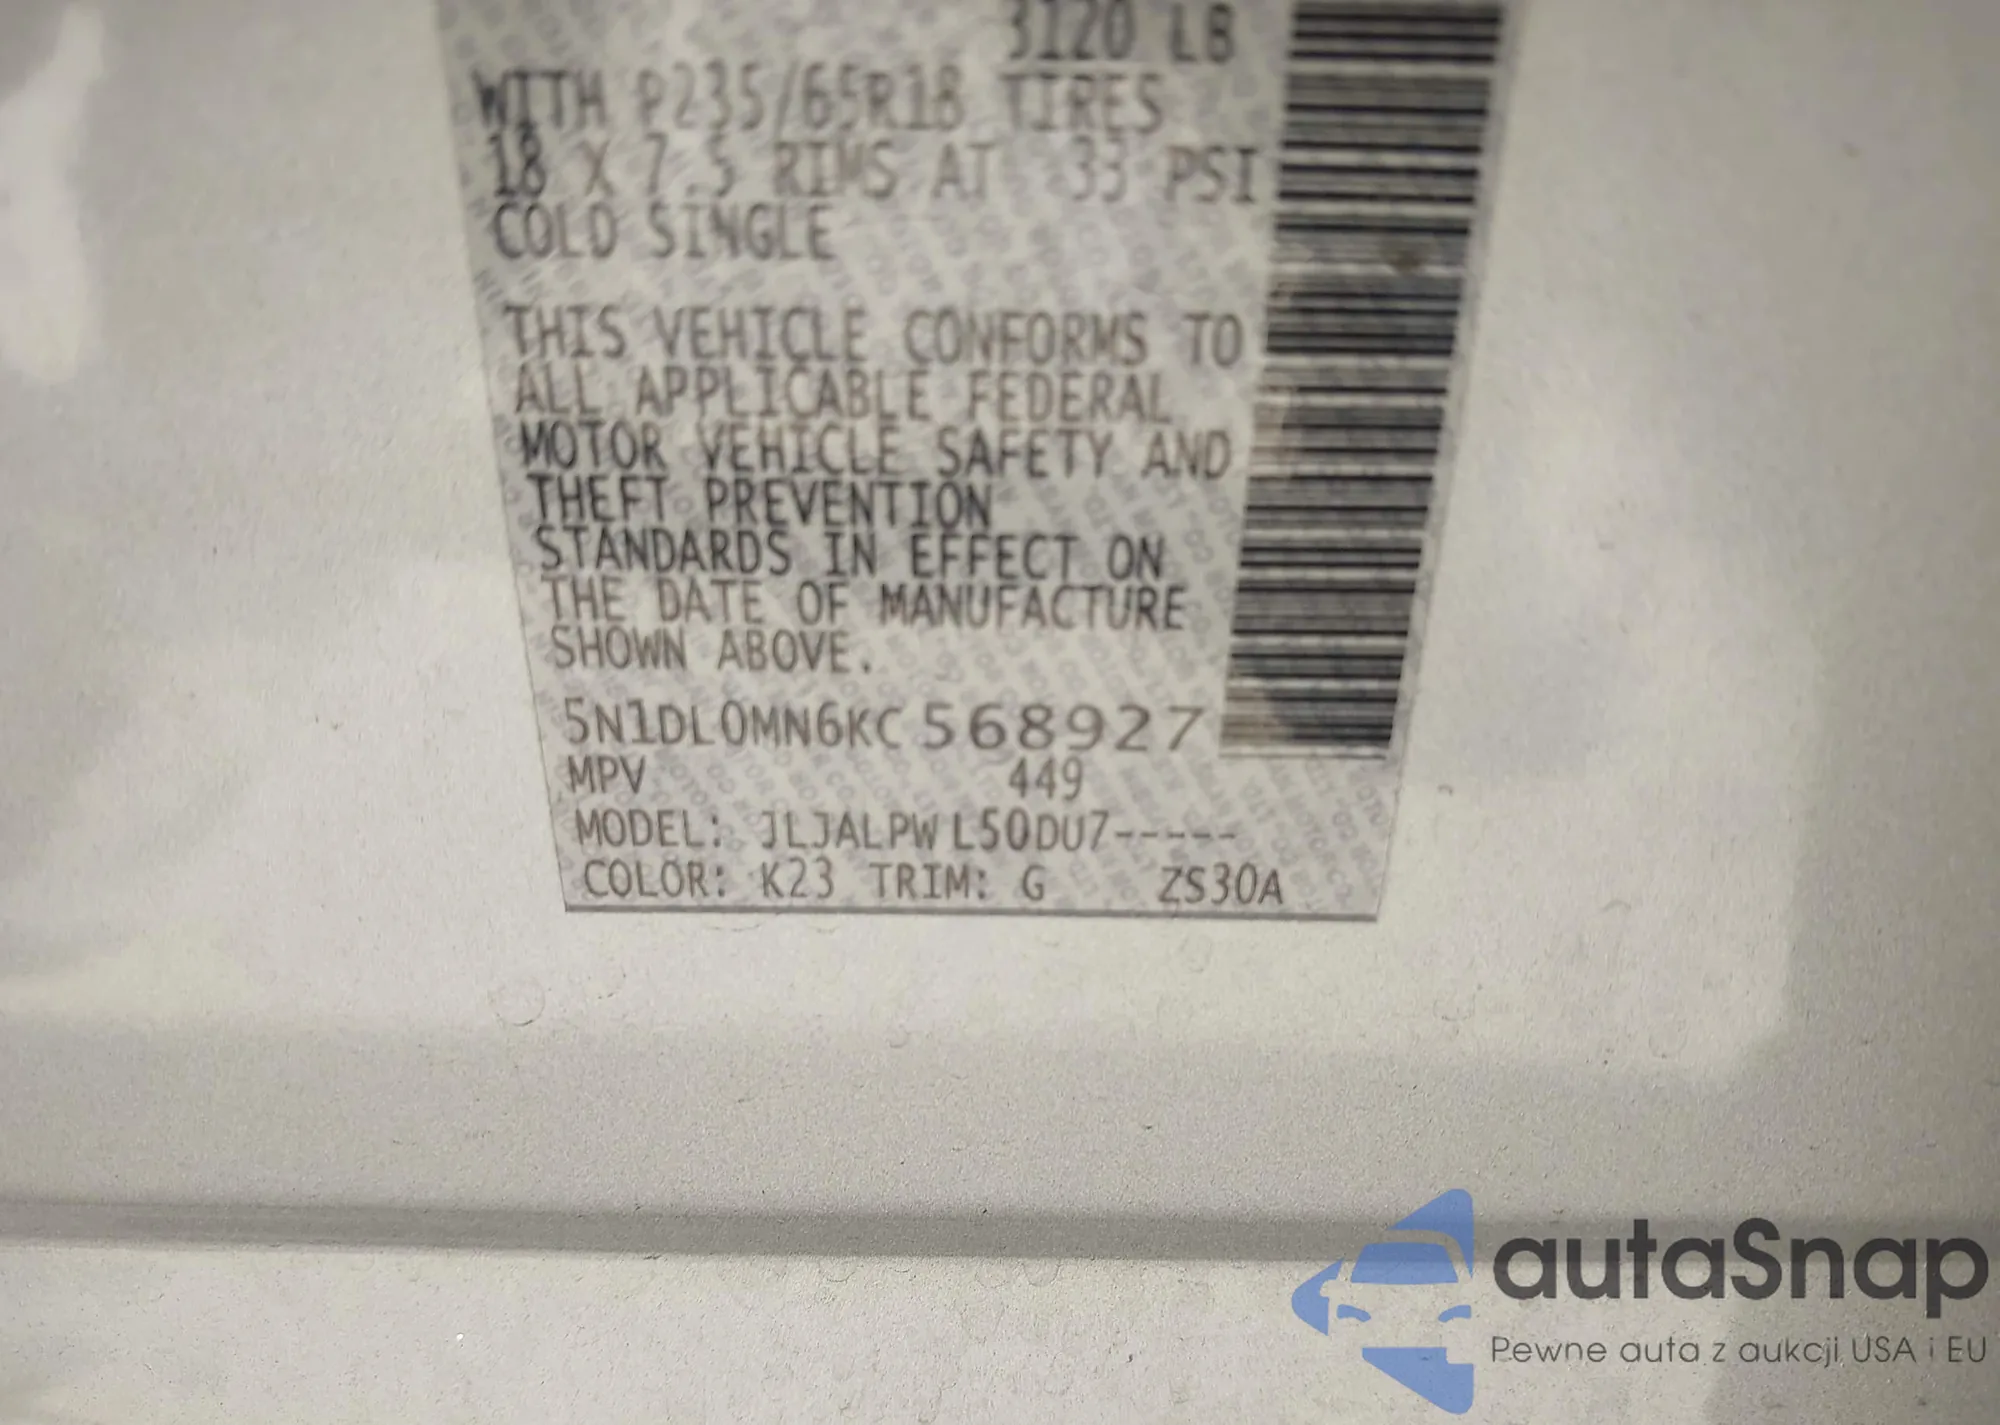 3120 LB
WITH P235/65R18 TIRES
18 X 7.5 RIMS AT 33 PSI
COLD SINGLE
THIS VEHICLE CONFORMS TO
ALL APPLICABLE FEDERAL
MOTOR VEHICLE SAFETY AND
THEFT PREVENTION
STANDARDS IN EFFECT ON
THE DATE OF MANUFACTURE
SHOWN ABOVE.
5N1DL0MN6KC568927
MPV 449
MODEL: JLJALPWL50DU7-----
COLOR: K23 TRIM: G ZS30A
autaSnap
Pewne auta z aukcji USA i EU